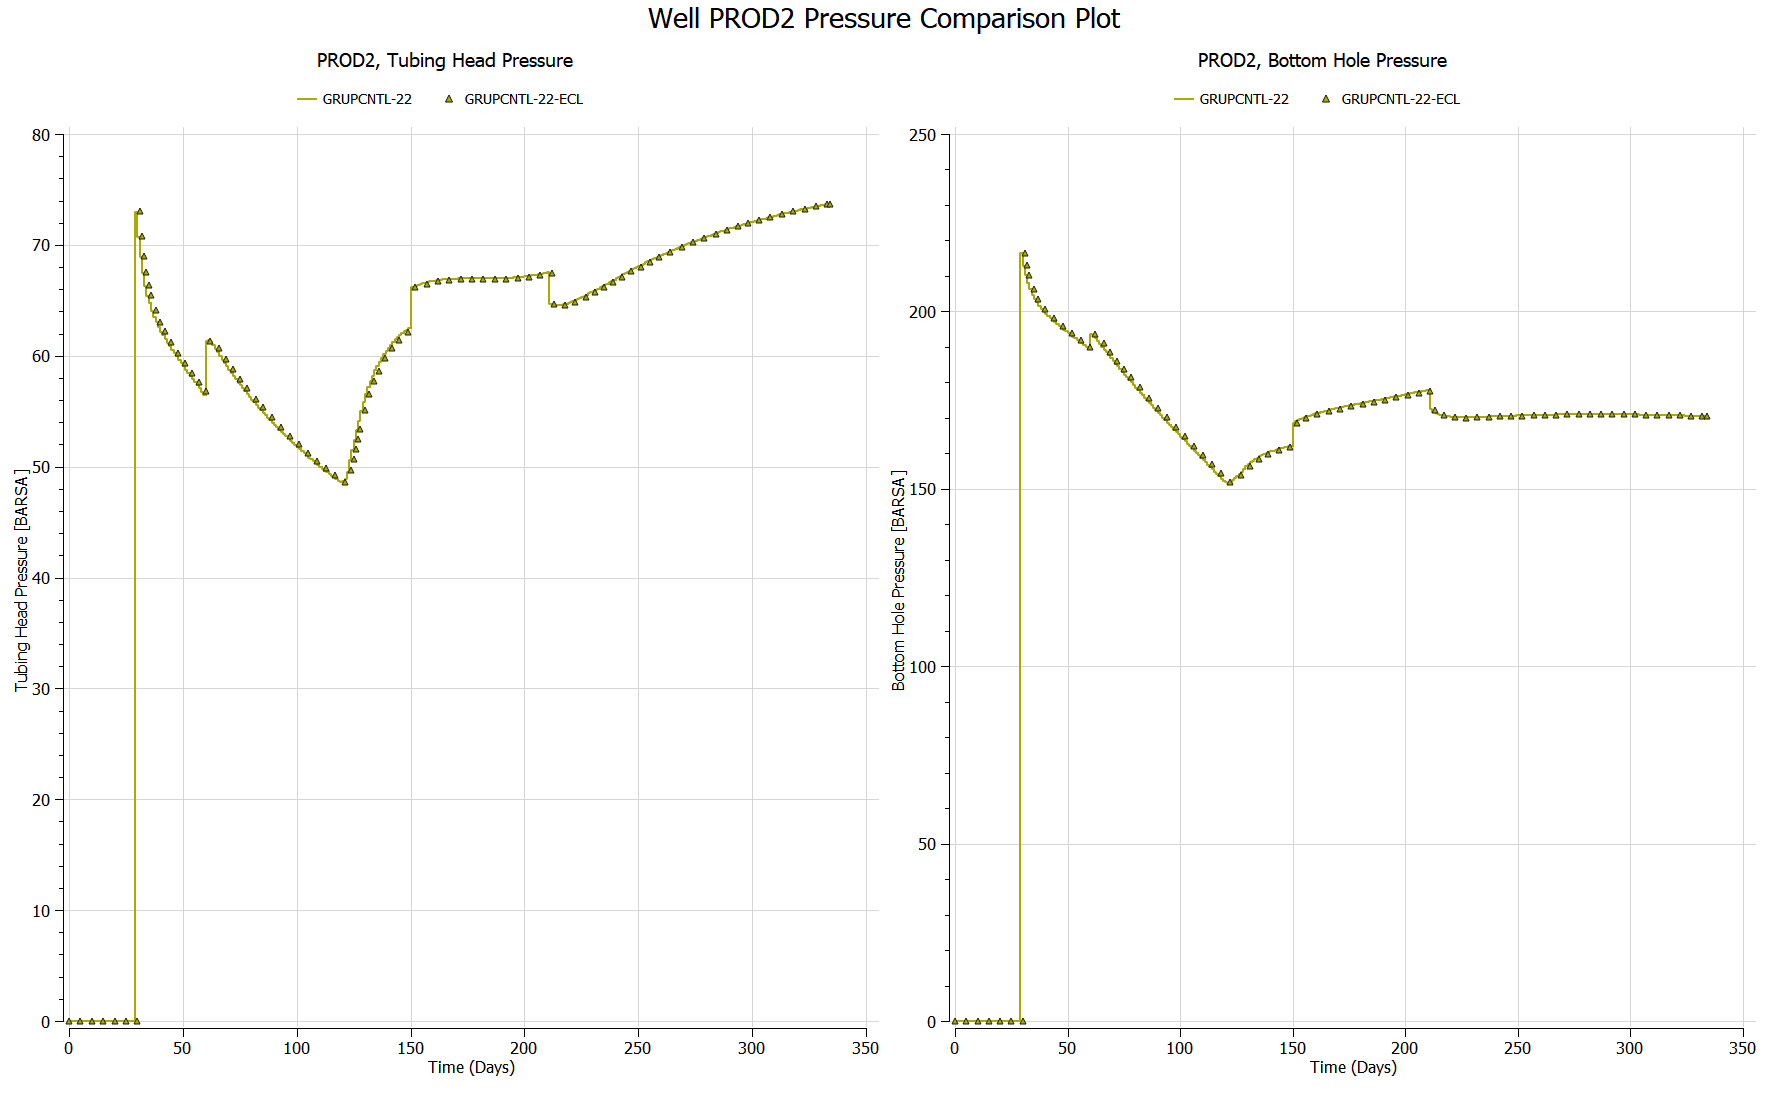 Well PROD2 Pressure Comparison Plot
PROD2, Tubing Head Pressure
GRUPCNTL-22 GRUPCNTL-22-ECL
80
70
60
50
40
30
20
10
0
Tubing Head Pressure [BARSA]
0 50 100 150 200 250 300 350
Time (Days)
PROD2, Bottom Hole Pressure
GRUPCNTL-22 GRUPCNTL-22-ECL
250
200
150
100
50
0
Bottom Hole Pressure [BARSA]
0 50 100 150 200 250 300 350
Time (Days)